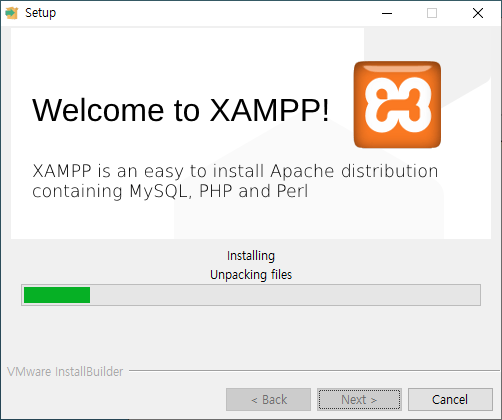 Setup
Welcome to XAMPP!
XAMPP is an easy to install Apache distribution
containing MySQL, PHP and Perl
Installing
Unpacking files
VMware InstallBuilder
< Back
Next >
Cancel